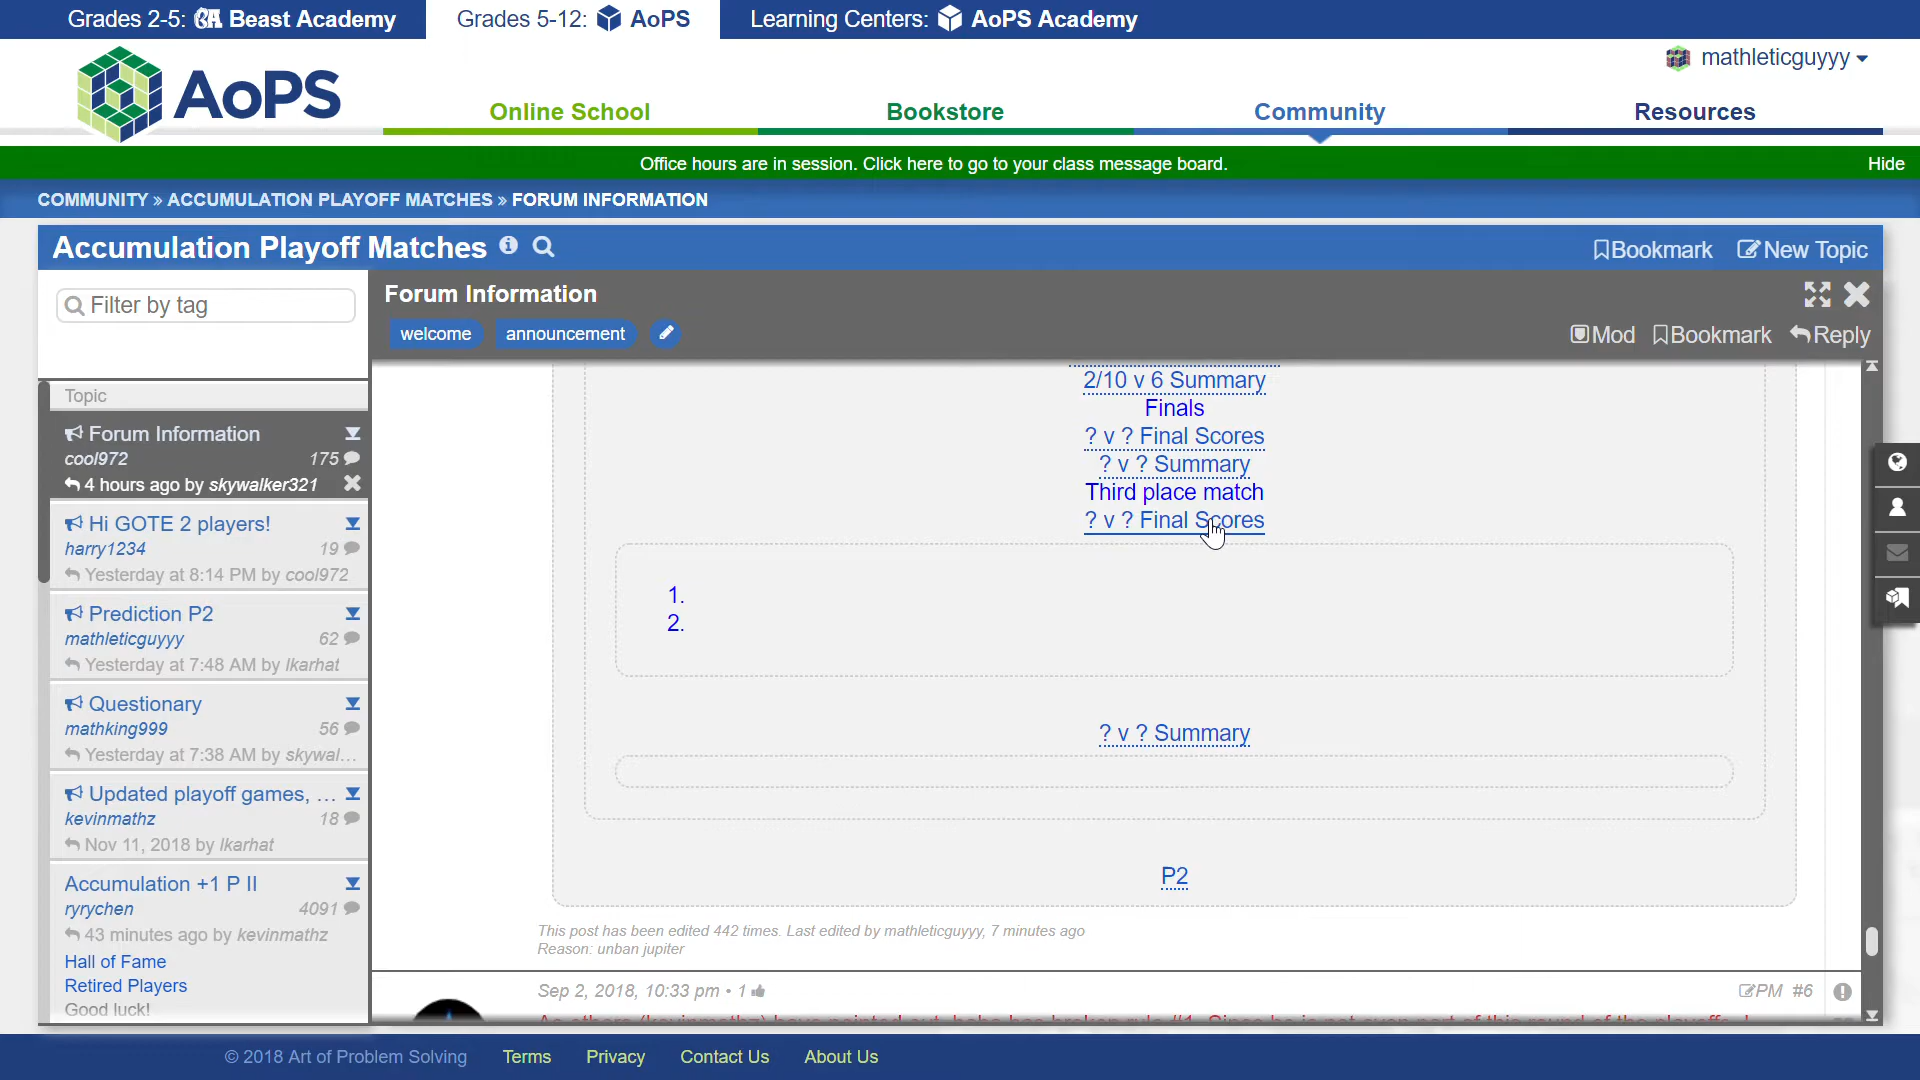 Grades 2-5: BA Beast Academy
Grades 5-12: AoPS
Learning Centers: AoPS Academy
mathleticguyyy
AoPS
Online School
Bookstore
Community
Resources
Office hours are in session. Click here to go to your class message board.
Hide
COMMUNITY » ACCUMULATION PLAYOFF MATCHES » FORUM INFORMATION
Accumulation Playoff Matches
Bookmark
New Topic
Filter by tag
Forum Information
welcome
announcement
Mod
Bookmark
Reply
Topic
Forum Information
cool972
175
4 hours ago by skywalker321
Hi GOTE 2 players!
harry1234
19
Yesterday at 8:14 PM by cool972
Prediction P2
mathleticguyyy
62
Yesterday at 7:48 AM by lkarhat
Questionary
mathking999
56
Yesterday at 7:38 AM by skywal...
Updated playoff games, ...
kevinmathz
18
Nov 11, 2018 by lkarhat
Accumulation +1 P II
ryrychen
4091
43 minutes ago by kevinmathz
Hall of Fame
Retired Players
Good luck!
2/10 v 6 Summary
Finals
? v ? Final Scores
? v ? Summary
Third place match
? v ? Final Scores
1.
2.
? v ? Summary
P2
This post has been edited 442 times. Last edited by mathleticguyyy, 7 minutes ago
Reason: unban jupiter
Sep 2, 2018, 10:33 pm • 1
PM #6
© 2018 Art of Problem Solving
Terms
Privacy
Contact Us
About Us